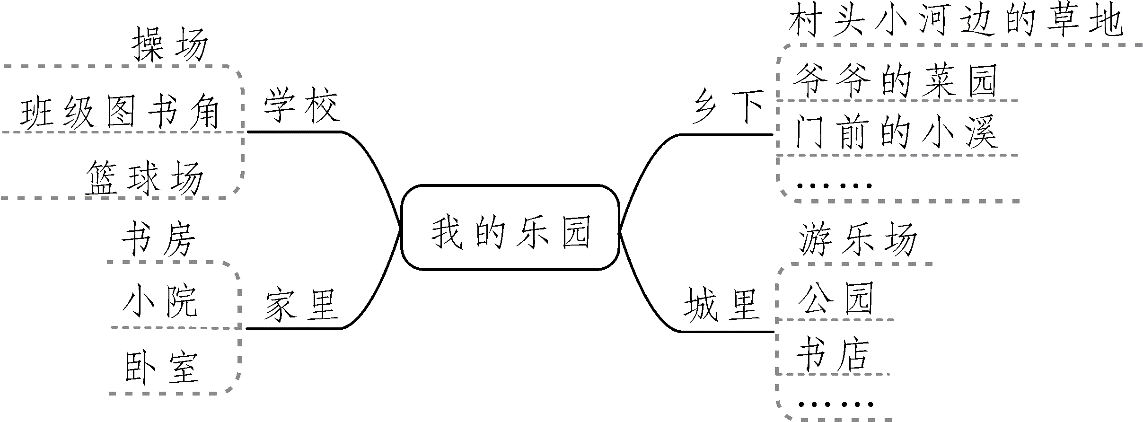 我的乐园
学校
操场
班级图书角
篮球场
家里
书房
小院
卧室
乡下
村头小河边的草地
爷爷的菜园
门前的小溪
……
城里
游乐场
公园
书店
……